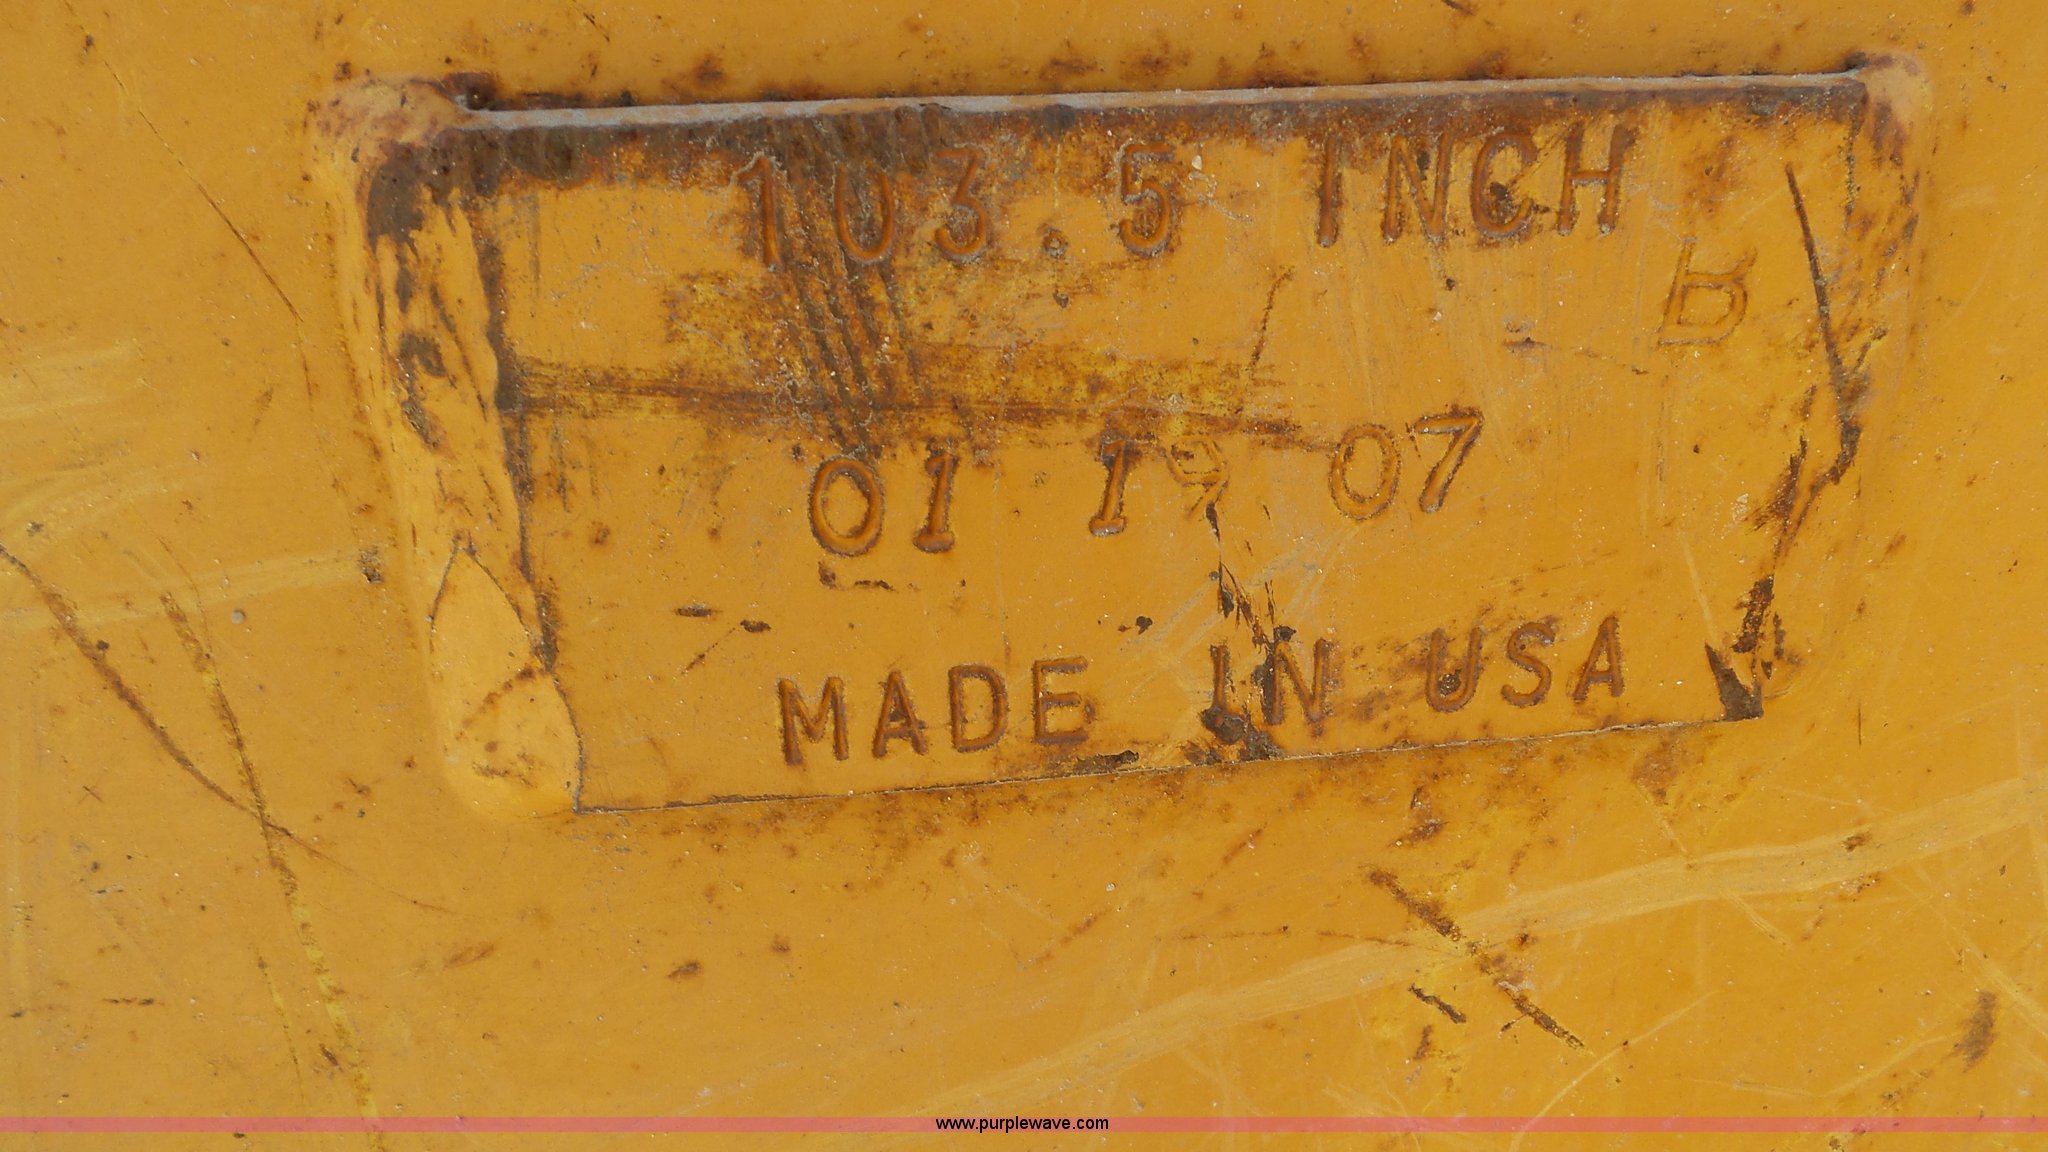 103.5 INCH
01 19 07
MADE IN USA
www.purplewave.com